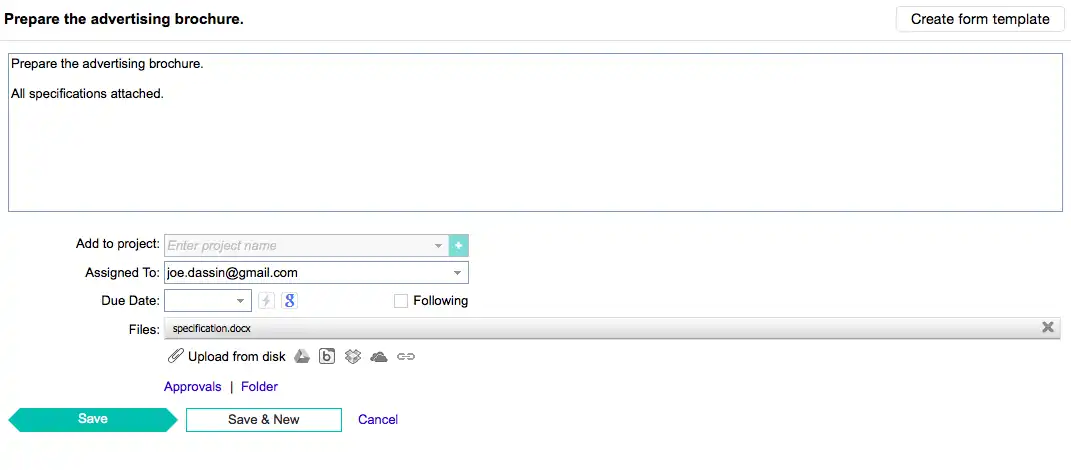 Prepare the advertising brochure.
Create form template
Prepare the advertising brochure.
All specifications attached.
Add to project: Enter project name +
Assigned To: joe.dassin@gmail.com
Due Date: 8 Following
Files: specification.docx
Upload from disk b
Approvals | Folder
Save Save & New Cancel